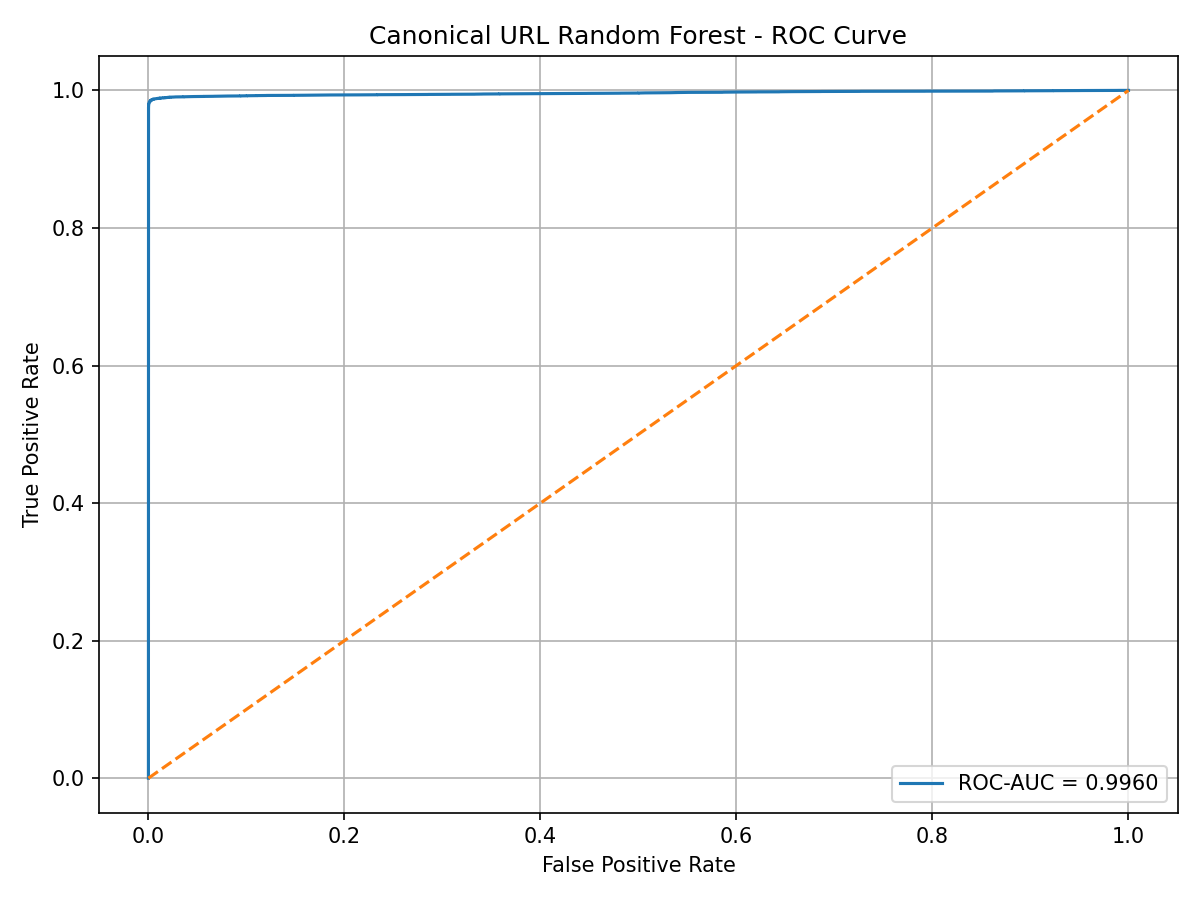 Canonical URL Random Forest - ROC Curve
True Positive Rate
1.0
0.8
0.6
0.4
0.2
0.0
ROC-AUC = 0.9960
0.0 0.2 0.4 0.6 0.8 1.0
False Positive Rate